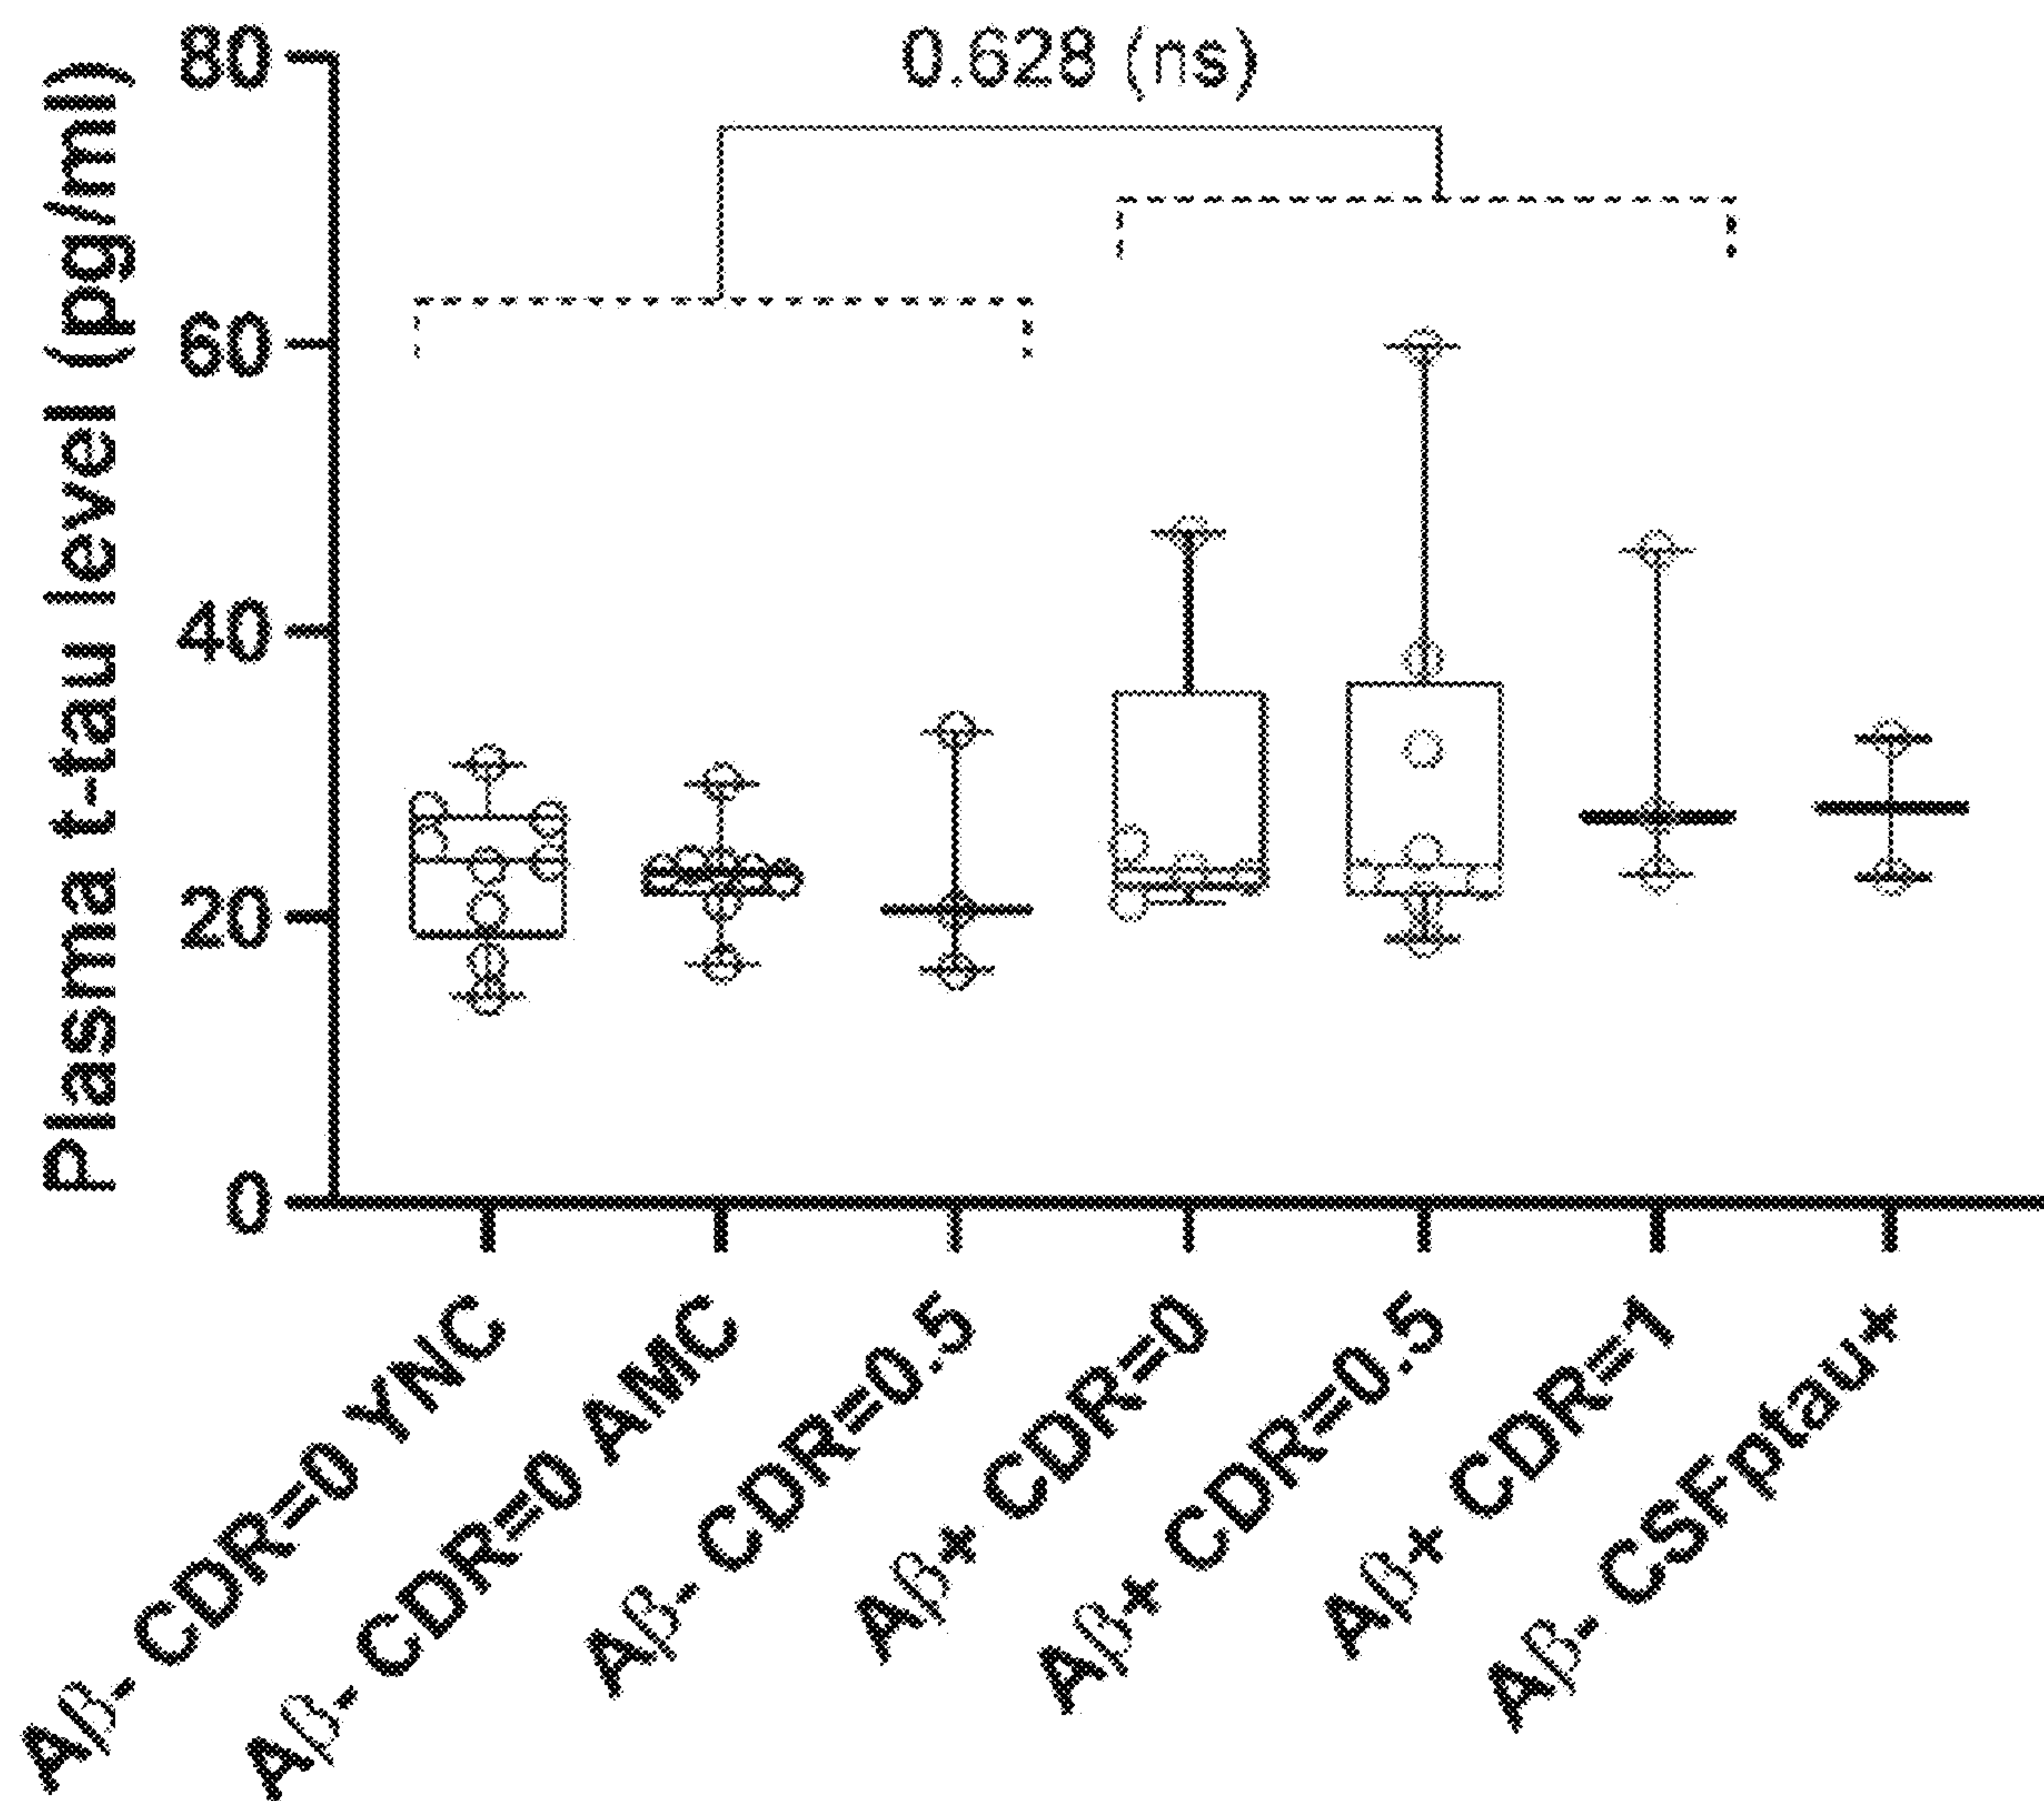 0.628 (ns)
Plasma t-tau level (pg/ml)
80
60
40
20
0
Aβ- CDR=0 YNC
Aβ- CDR=0 AMC
Aβ- CDR=0.5
Aβ+ CDR=0
Aβ+ CDR=0.5
Aβ+ CDR=1
Aβ- CSFptau+